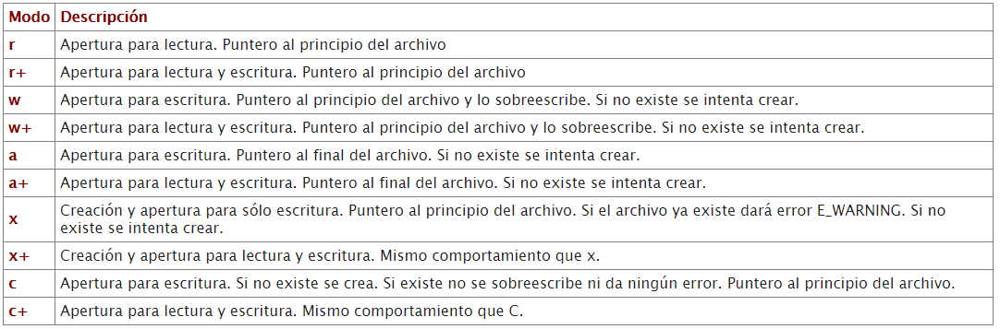 Modo Descripción
r Apertura para lectura. Puntero al principio del archivo
r+ Apertura para lectura y escritura. Puntero al principio del archivo
w Apertura para escritura. Puntero al principio del archivo y lo sobreescribe. Si no existe se intenta crear.
w+ Apertura para lectura y escritura. Puntero al principio del archivo y lo sobreescribe. Si no existe se intenta crear.
a Apertura para escritura. Puntero al final del archivo. Si no existe se intenta crear.
a+ Apertura para lectura y escritura. Puntero al final del archivo. Si no existe se intenta crear.
x Creación y apertura para sólo escritura. Puntero al principio del archivo. Si el archivo ya existe dará error E_WARNING. Si no
existe se intenta crear.
x+ Creación y apertura para lectura y escritura. Mismo comportamiento que x.
c Apertura para escritura. Si no existe se crea. Si existe no se sobreescribe ni da ningún error. Puntero al principio del archivo.
c+ Apertura para lectura y escritura. Mismo comportamiento que C.